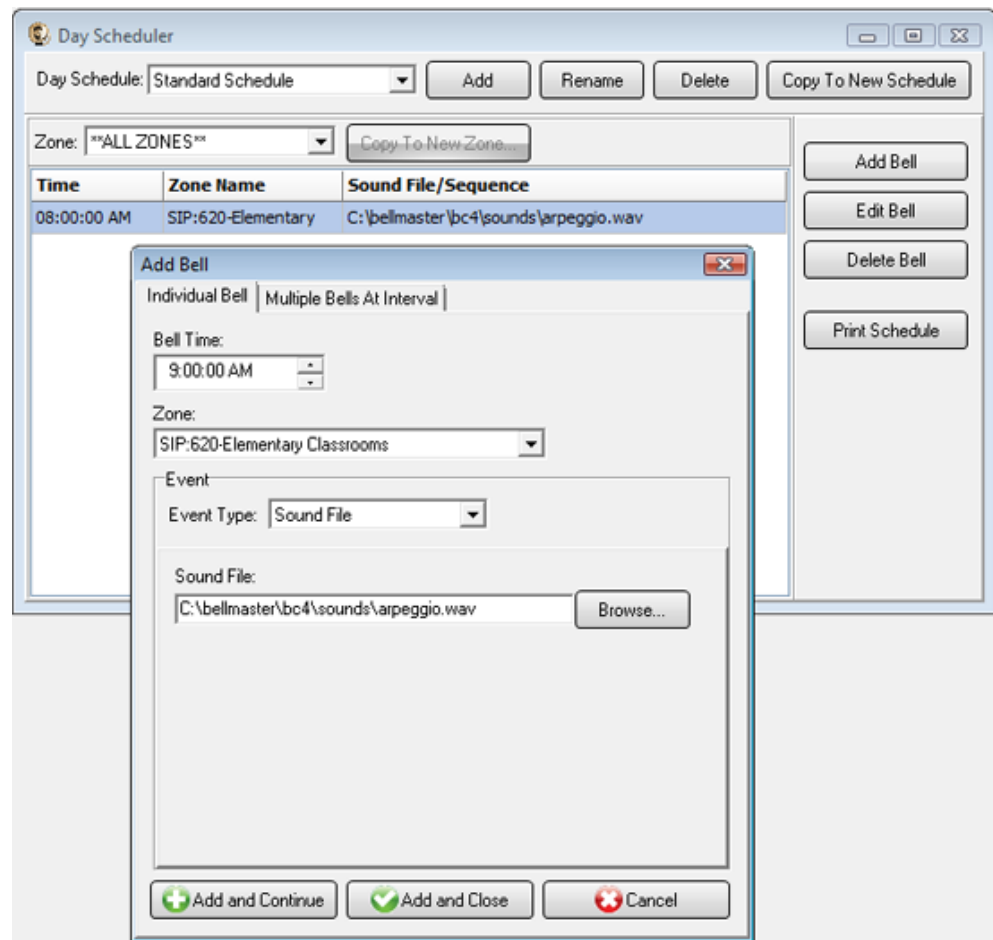 Day Scheduler
Day Schedule: Standard Schedule Add Rename Delete Copy To New Schedule
Zone: **ALL ZONES** Copy To New Zone...
Add Bell
Time Zone Name Sound File/Sequence
08:00:00 AM SIP:620-Elementary C:\bellmaster\bc4\sounds\arpeggio.wav
Edit Bell
Delete Bell
Print Schedule
Add Bell
Individual Bell Multiple Bells At Interval
Bell Time:
9:00:00 AM
Zone:
SIP:620-Elementary Classrooms
Event
Event Type: Sound File
Sound File:
C:\bellmaster\bc4\sounds\arpeggio.wav Browse...
Add and Continue Add and Close Cancel